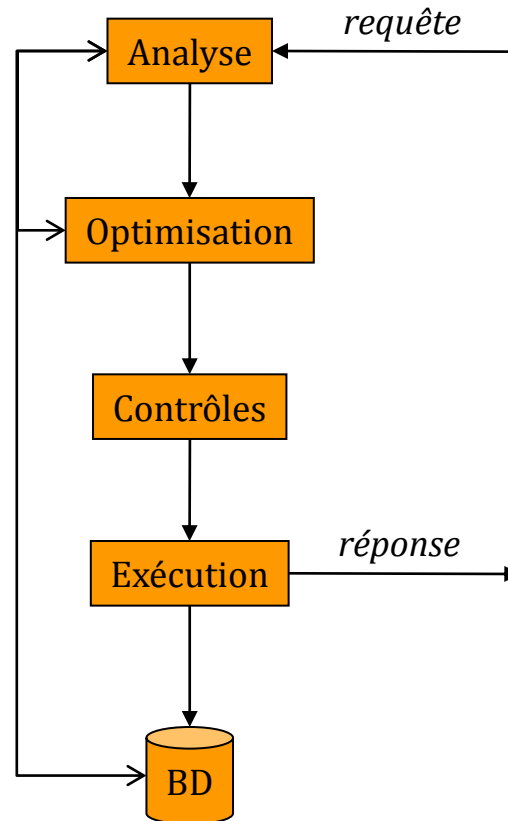 requête
Analyse
Optimisation
Contrôles
réponse
Exécution
BD